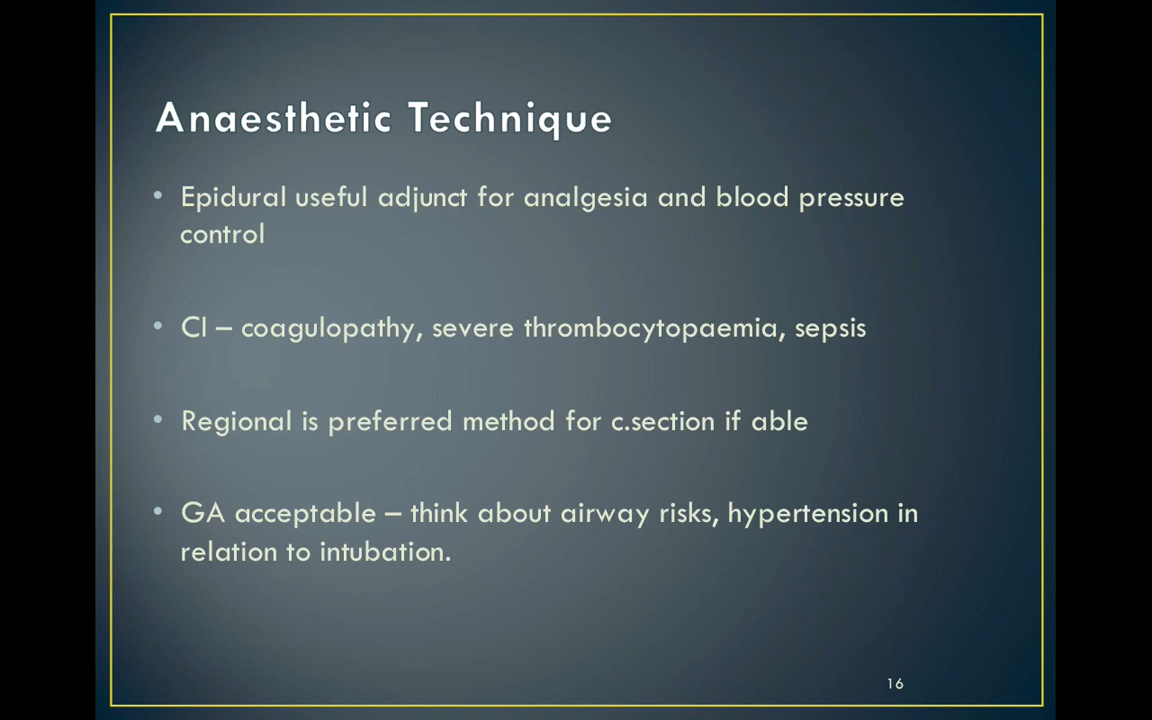 Anaesthetic Technique
• Epidural useful adjunct for analgesia and blood pressure
control
• CI – coagulopathy, severe thrombocytopaemia, sepsis
• Regional is preferred method for c.section if able
• GA acceptable – think about airway risks, hypertension in
relation to intubation.
16